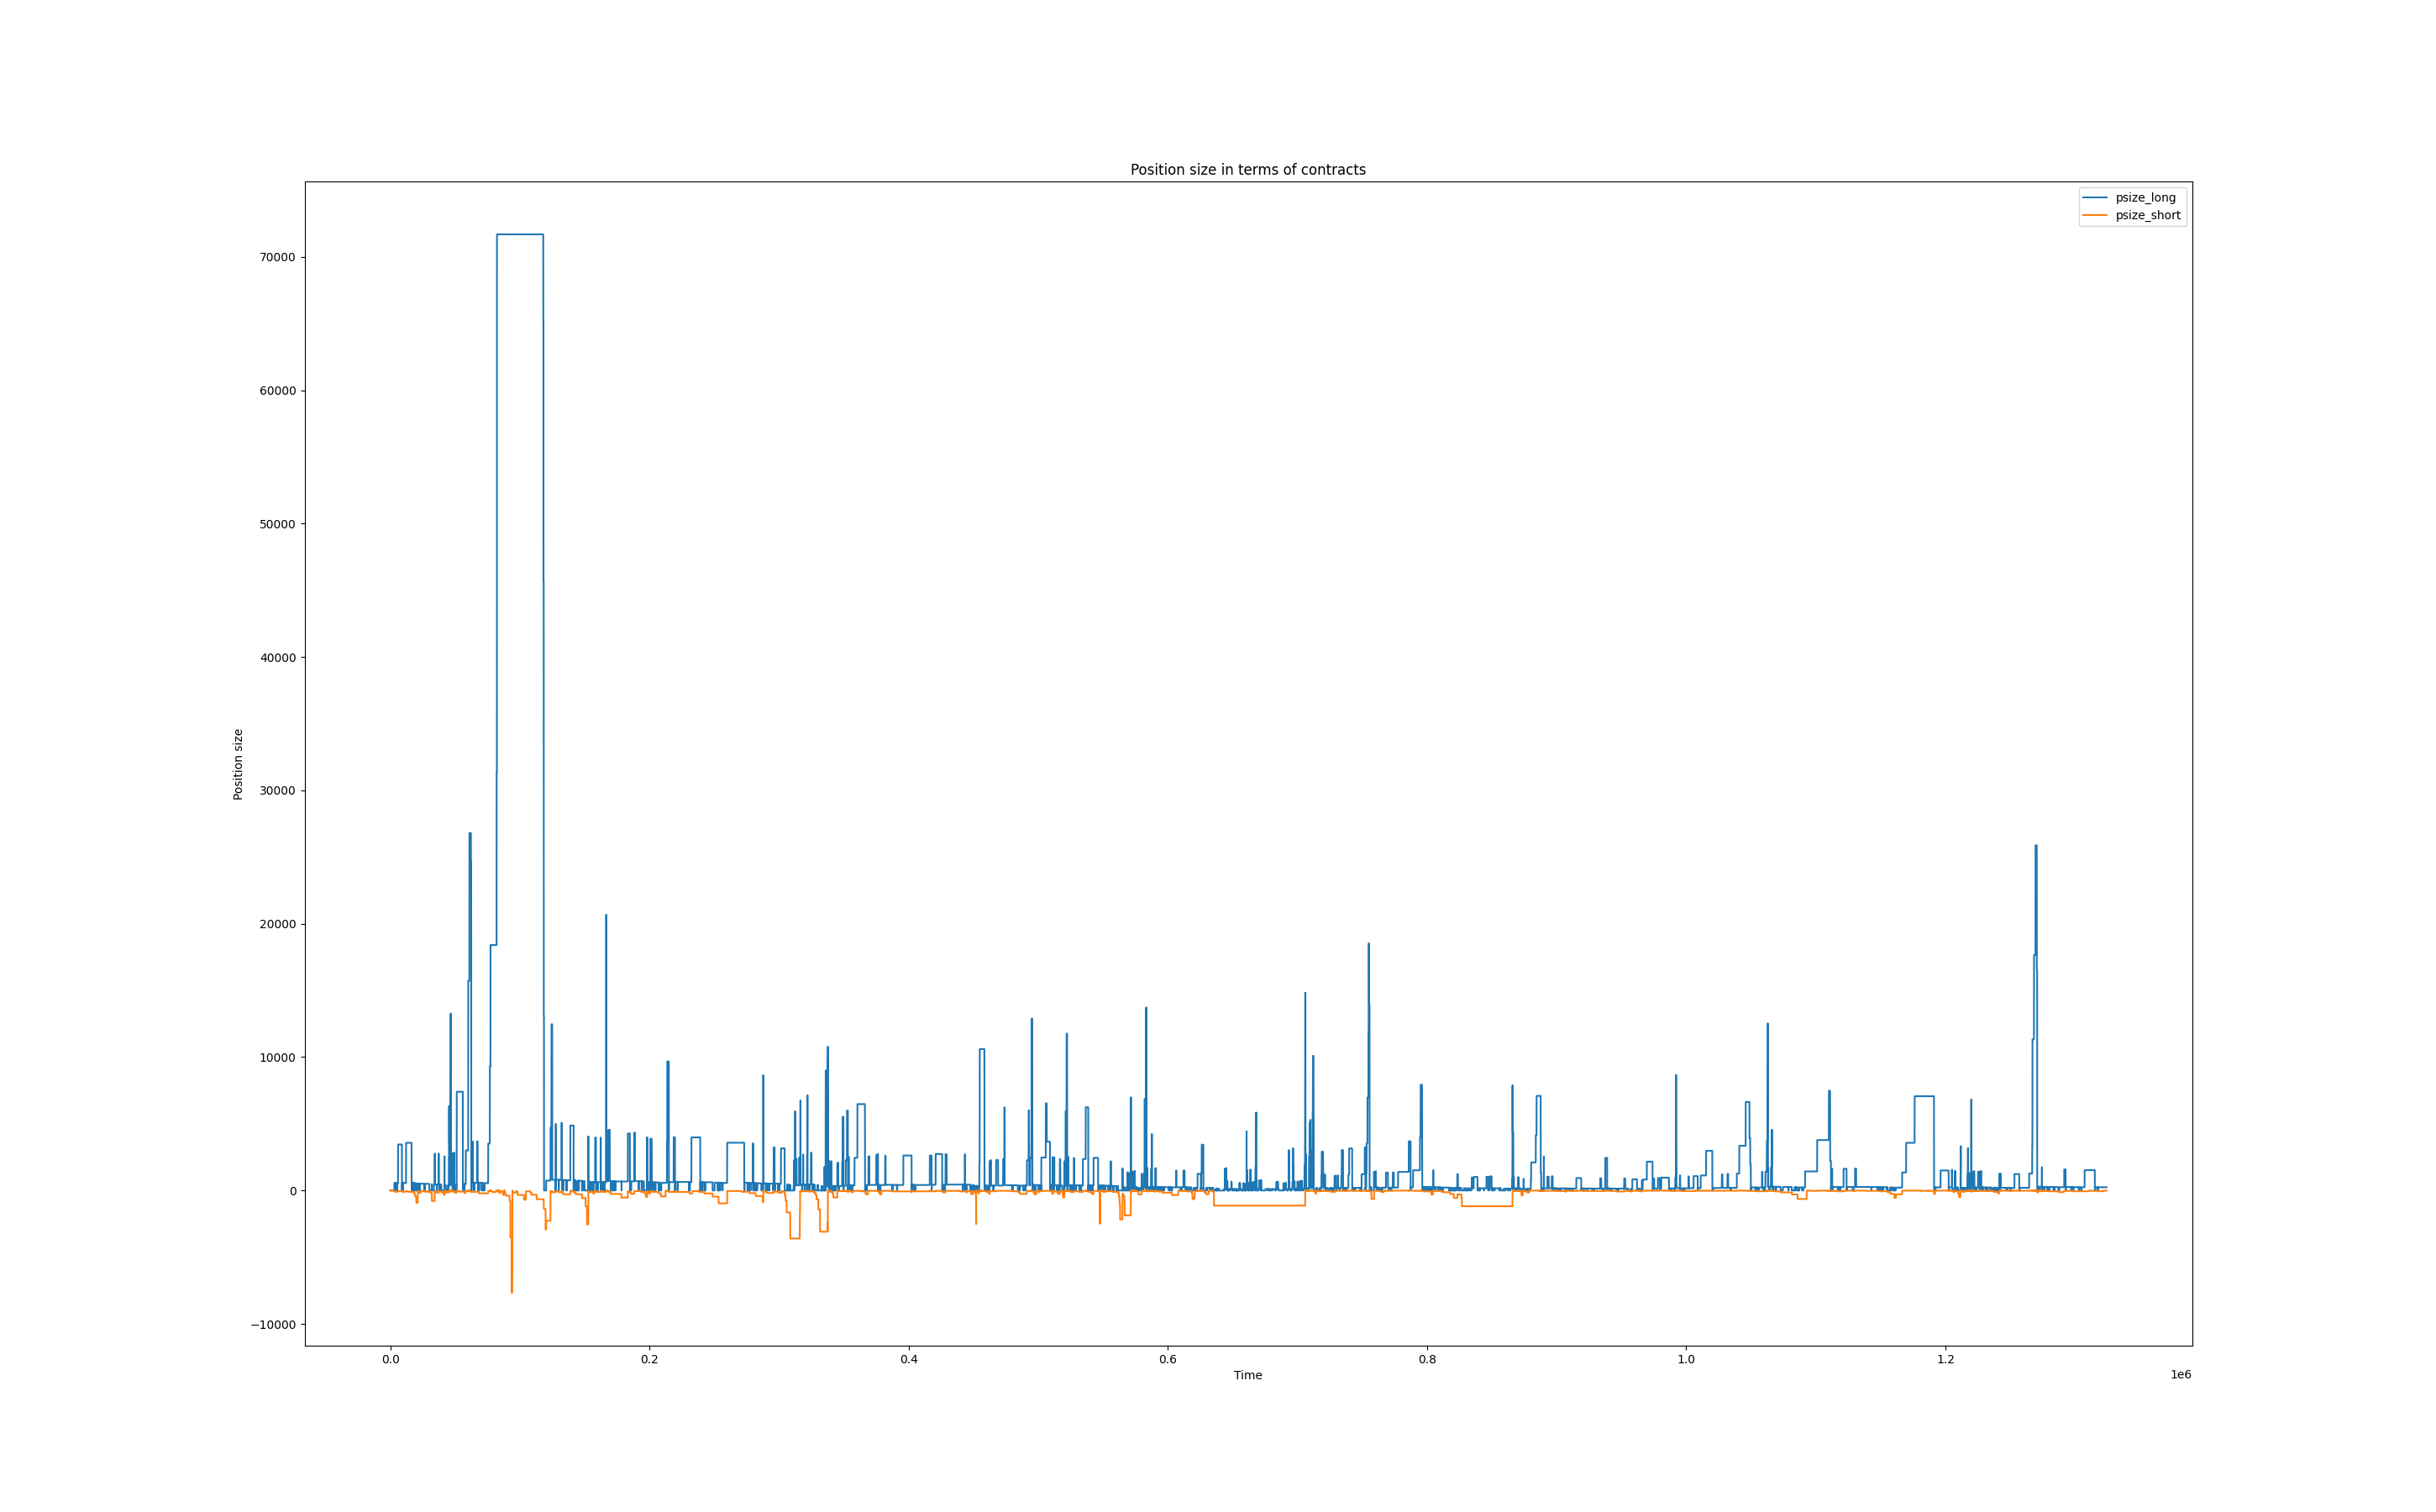 Position size in terms of contracts
psize_long
psize_short
70000
60000
50000
40000
30000
20000
10000
0
−10000
Position size
0.0 0.2 0.4 0.6 0.8 1.0 1.2
Time
1e6